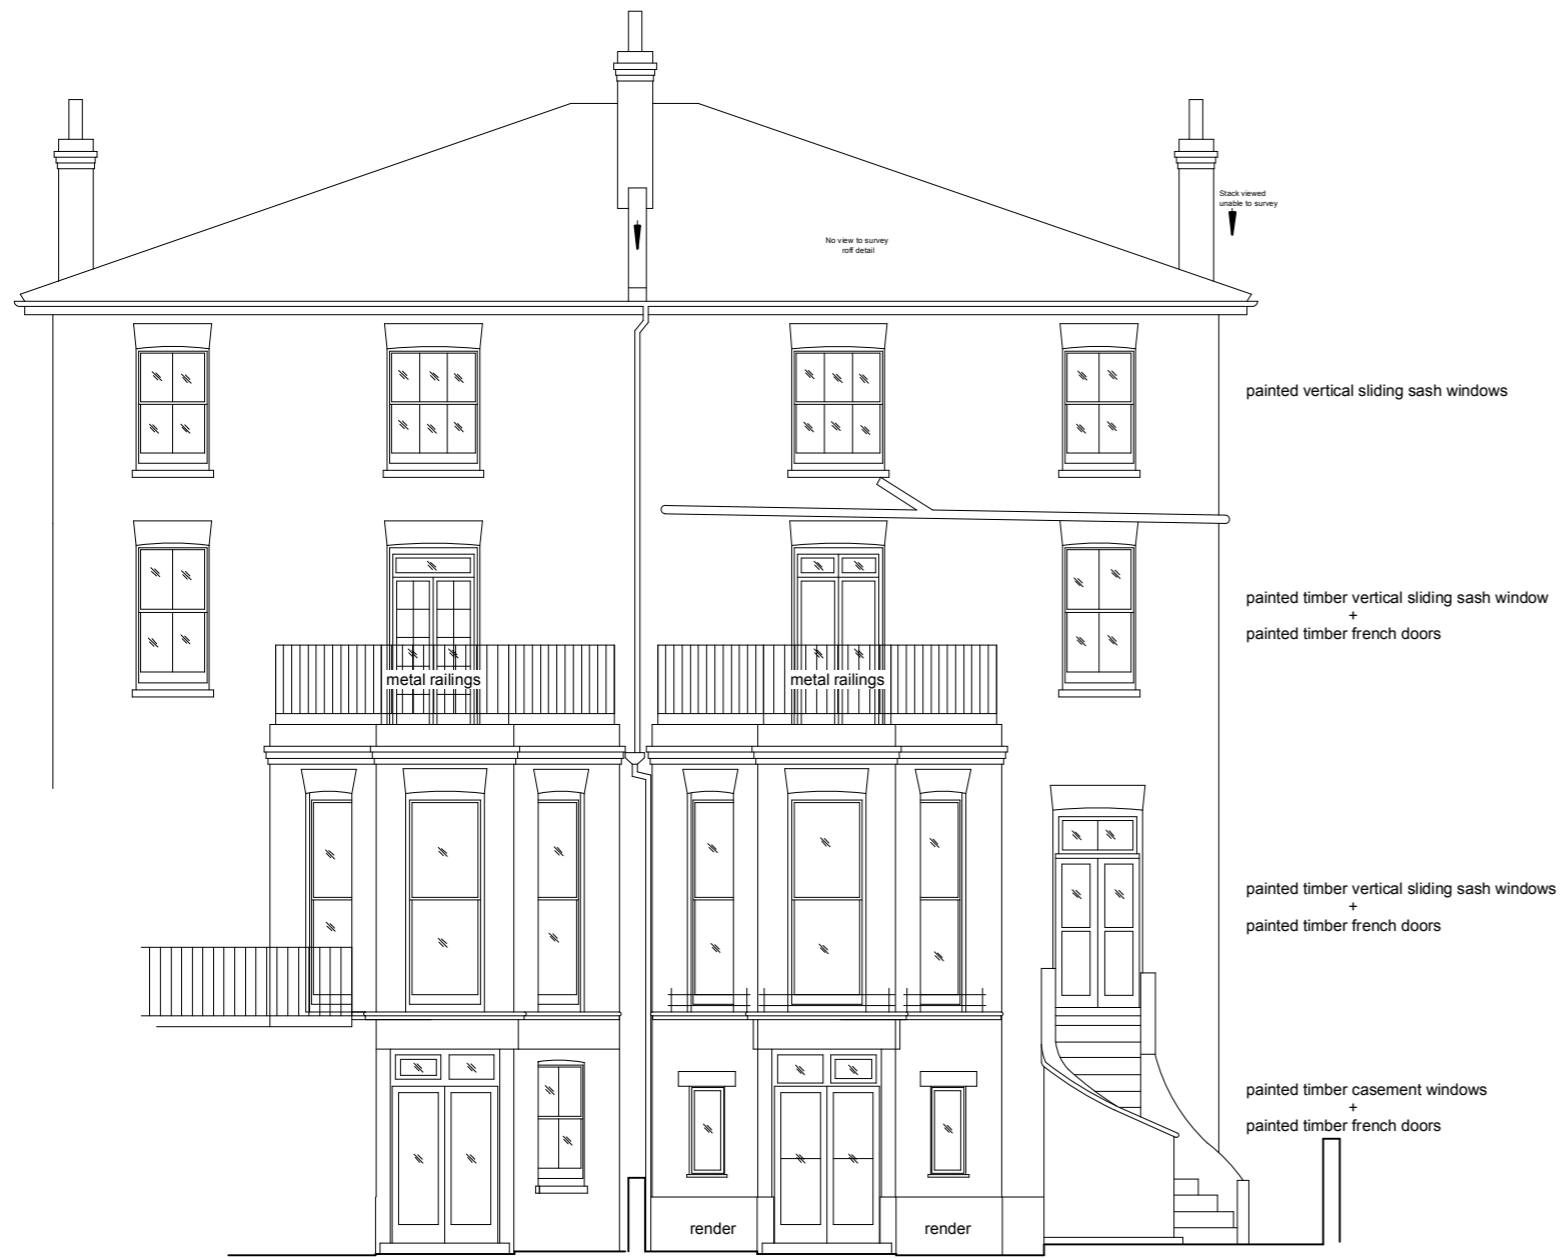 Stack viewed
unable to survey
No view to survey
roff detail
painted vertical sliding sash windows
painted timber vertical sliding sash window
+
painted timber french doors
metal railings
metal railings
painted timber vertical sliding sash windows
+
painted timber french doors
painted timber casement windows
+
painted timber french doors
render
render